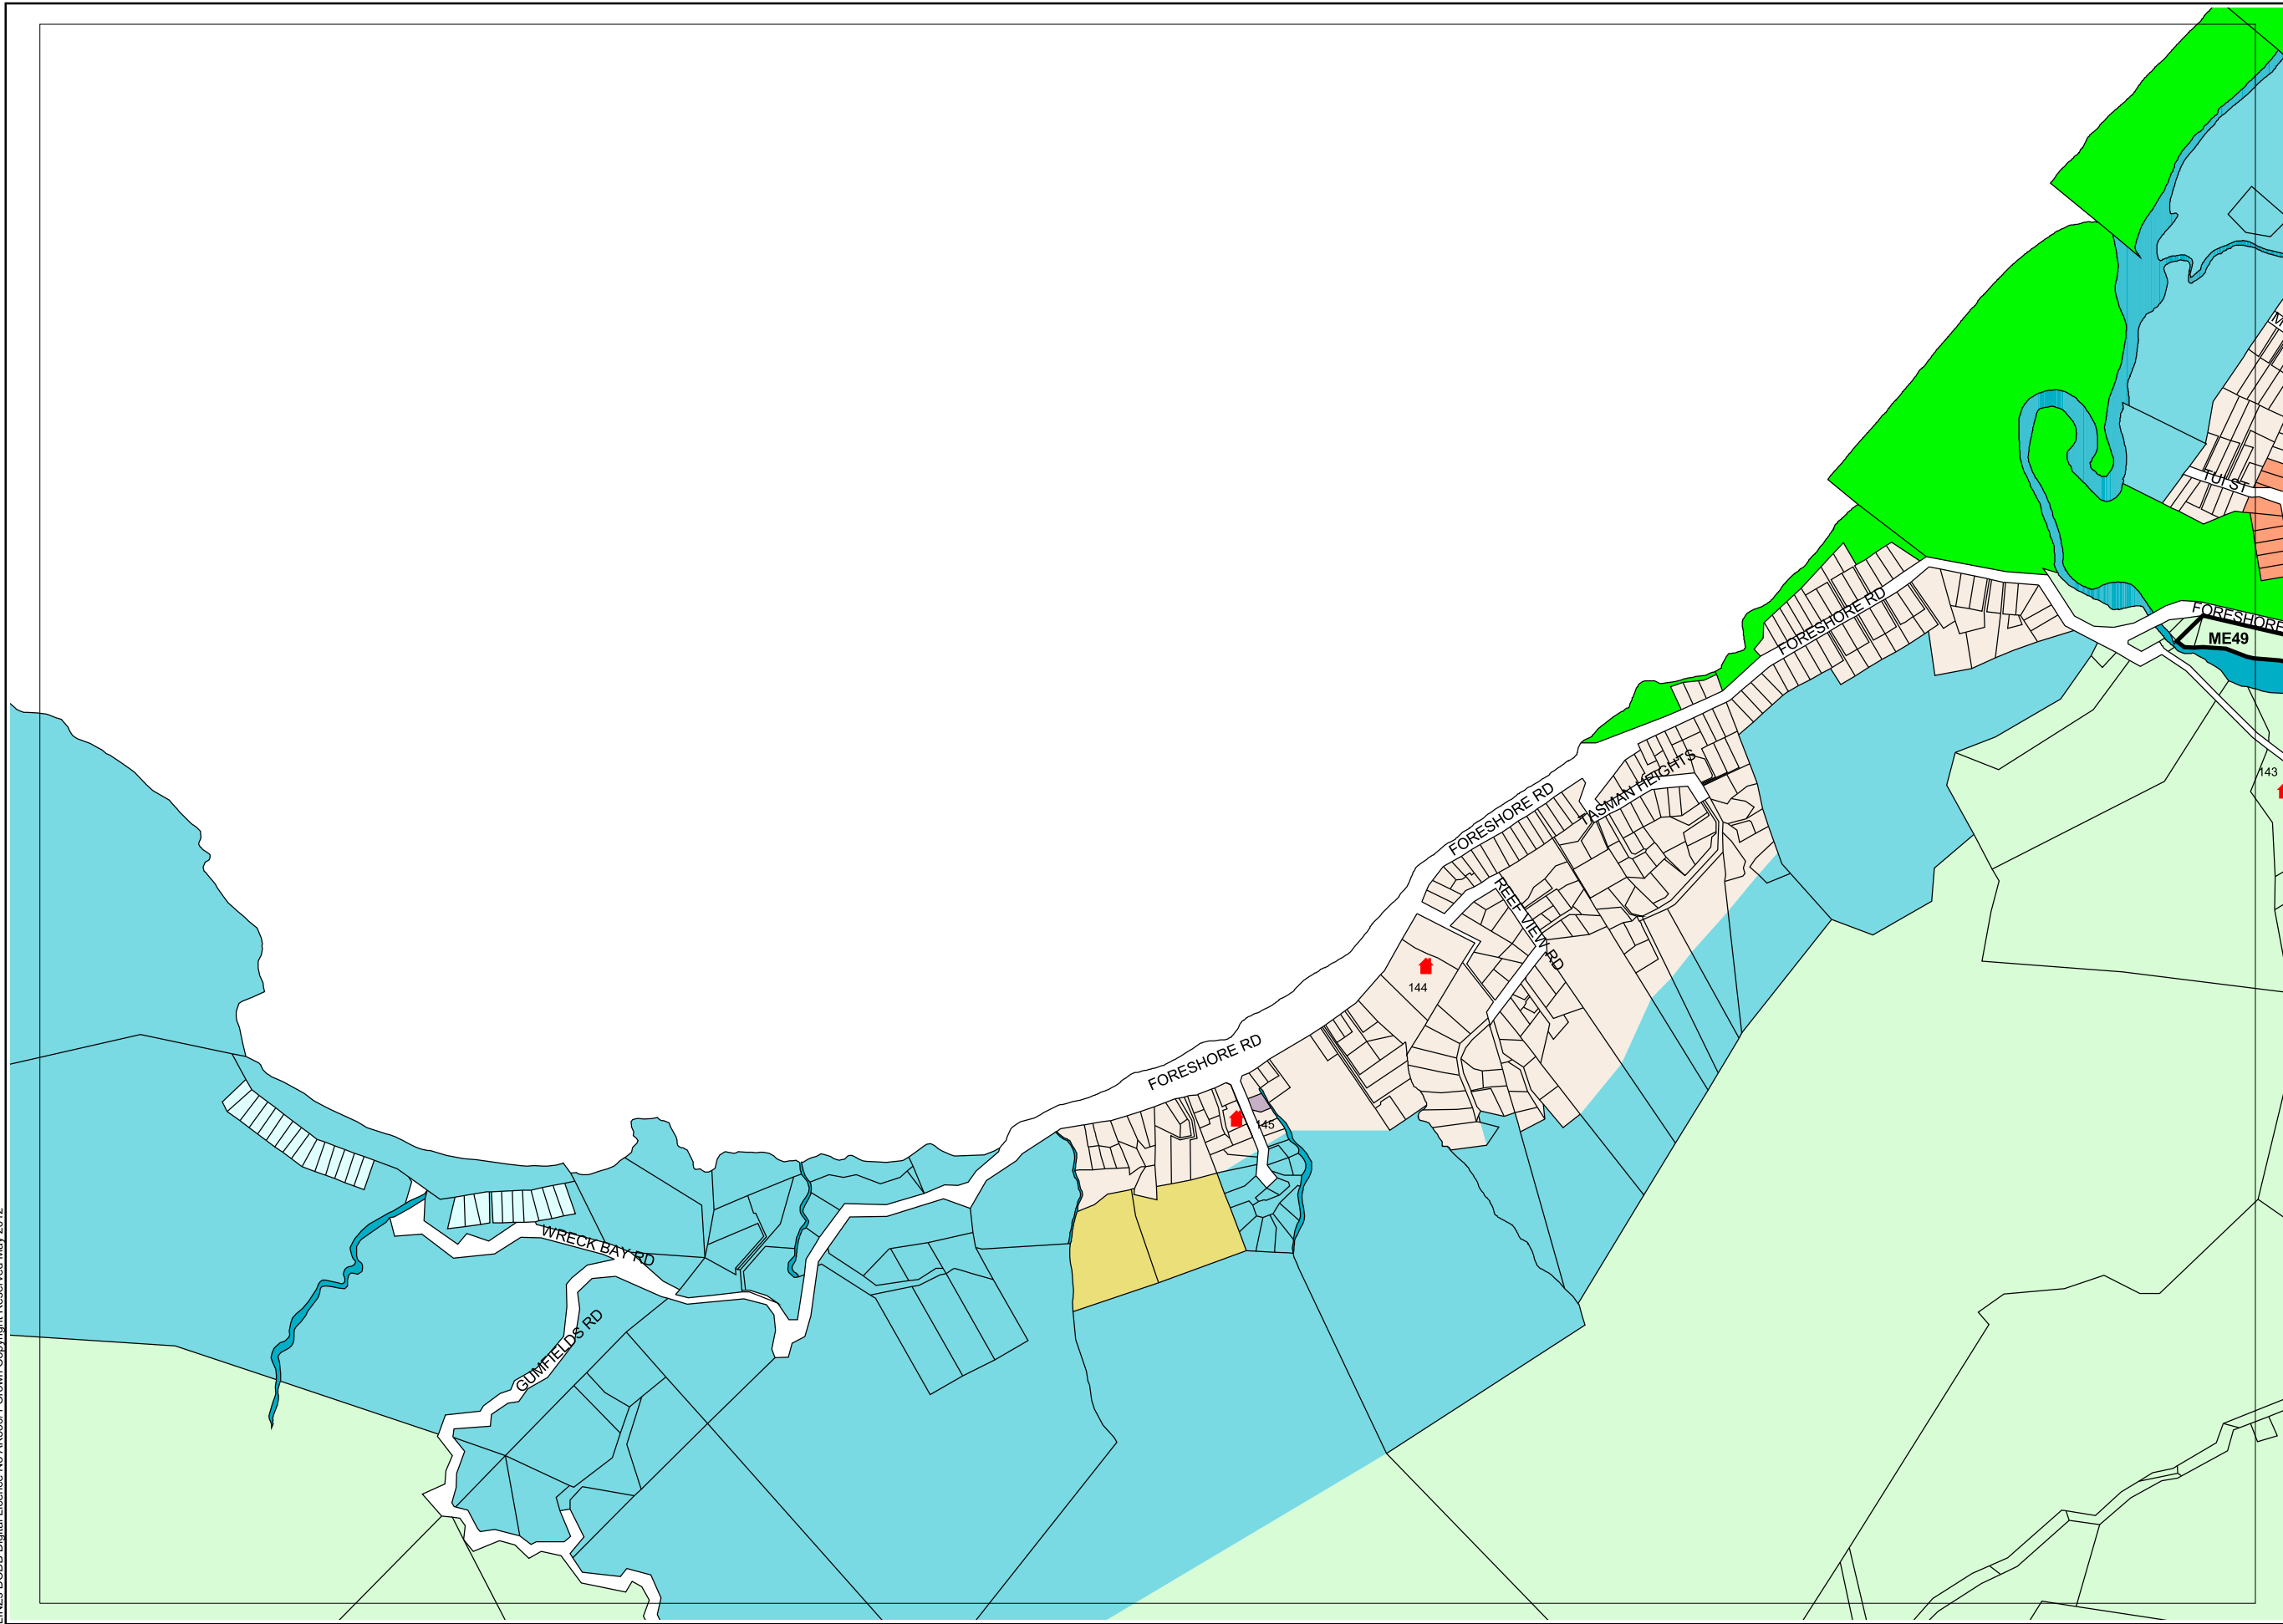 M
TUI ST
FORESHORE RD
FORESHORE
ME49
TASMAN HEIGHTS
143
FORESHORE RD
REEF VIEW RD
144
FORESHORE RD
145
WRECK BAY RD
GUMFIELDS RD